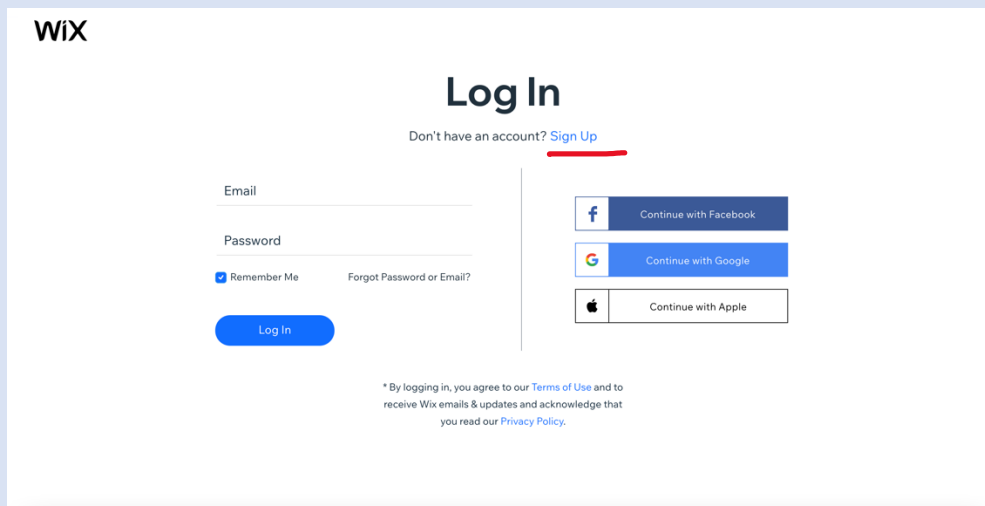 WiX
Log In
Don't have an account? Sign Up
Email
Password
Remember Me
Forgot Password or Email?
Log In
Continue with Facebook
Continue with Google
Continue with Apple
* By logging in, you agree to our Terms of Use and to
receive Wix emails & updates and acknowledge that
you read our Privacy Policy.